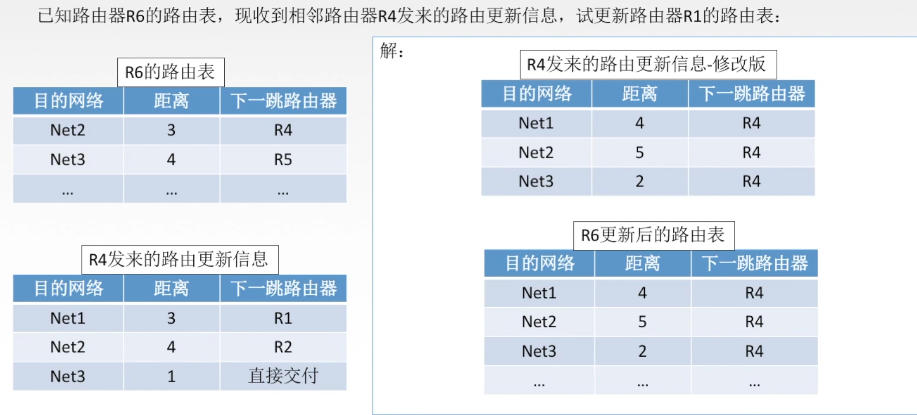 已知路由器R6的路由表，现收到相邻路由器R4发来的路由更新信息，试更新路由器R1的路由表：
R6的路由表
目的网络 距离 下一跳路由器
Net2 3 R4
Net3 4 R5
... ... ...
R4发来的路由更新信息
目的网络 距离 下一跳路由器
Net1 3 R1
Net2 4 R2
Net3 1 直接交付
解：
R4发来的路由更新信息-修改版
目的网络 距离 下一跳路由器
Net1 4 R4
Net2 5 R4
Net3 2 R4
R6更新后的路由表
目的网络 距离 下一跳路由器
Net1 4 R4
Net2 5 R4
Net3 2 R4
... ... ...